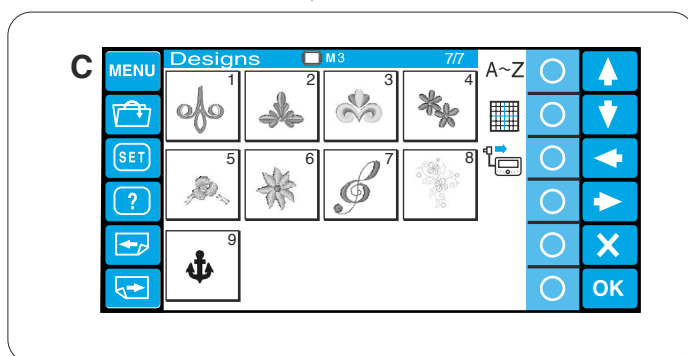 C
MENU
Designs M3 7/7
1 2 3 4
A~Z
SET
5 6 7 8
?
9
X
OK